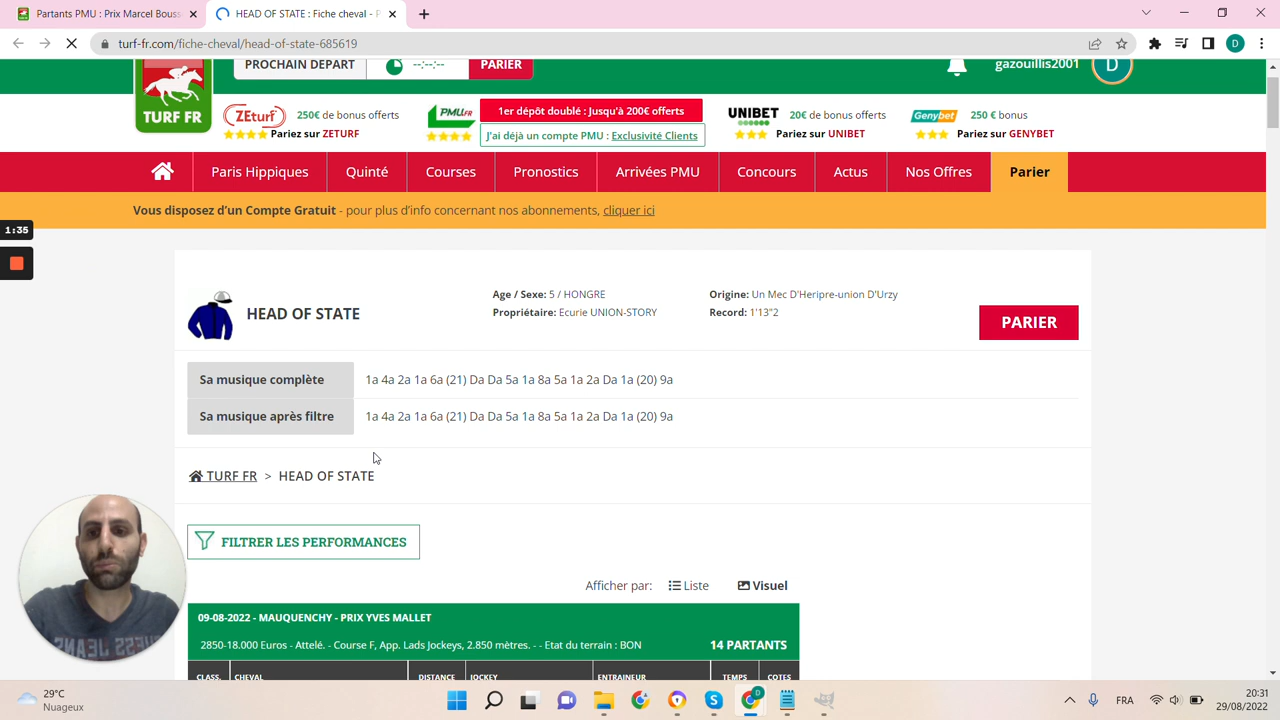 Partants PMU : Prix Marcel Bouss
HEAD OF STATE : Fiche cheval - P
turf-fr.com/fiche-cheval/head-of-state-685619
D
PROCHAIN DEPART
--:--:--
PARIER
gazouillis2001
D
TURF FR
ZEturf
250€ de bonus offerts
Pariez sur ZETURF
PMU.FR
1er dépôt doublé : Jusqu'à 200€ offerts
J'ai déjà un compte PMU : Exclusivité Clients
UNIBET
20€ de bonus offerts
Pariez sur UNIBET
Genybet
250 € bonus
Pariez sur GENYBET
Paris Hippiques
Quinté
Courses
Pronostics
Arrivées PMU
Concours
Actus
Nos Offres
Parier
Vous disposez d'un Compte Gratuit - pour plus d'info concernant nos abonnements, cliquer ici
1:35
HEAD OF STATE
Age / Sexe: 5 / HONGRE
Propriétaire: Ecurie UNION-STORY
Origine: Un Mec D'Heripre-union D'Urzy
Record: 1'13"2
PARIER
Sa musique complète
1a 4a 2a 1a 6a (21) Da Da 5a 1a 8a 5a 1a 2a Da 1a (20) 9a
Sa musique après filtre
1a 4a 2a 1a 6a (21) Da Da 5a 1a 8a 5a 1a 2a Da 1a (20) 9a
TURF FR > HEAD OF STATE
FILTRER LES PERFORMANCES
Afficher par: Liste Visuel
09-08-2022 - MAUQUENCHY - PRIX YVES MALLET
2850-18.000 Euros - Attelé. - Course F, App. Lads Jockeys, 2.850 mètres. - - Etat du terrain : BON
14 PARTANTS
CLASS. CHEVAL DISTANCE JOCKEY ENTRAINEUR TEMPS COTES
29°C
Nuageux
D
FRA
20:31
29/08/2022